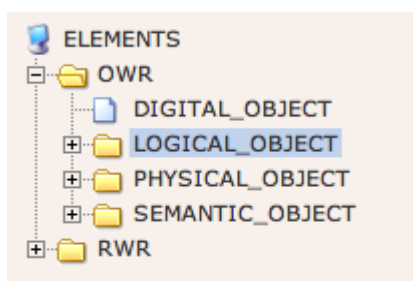 ELEMENTS
OWR
DIGITAL_OBJECT
LOGICAL_OBJECT
PHYSICAL_OBJECT
SEMANTIC_OBJECT
RWR